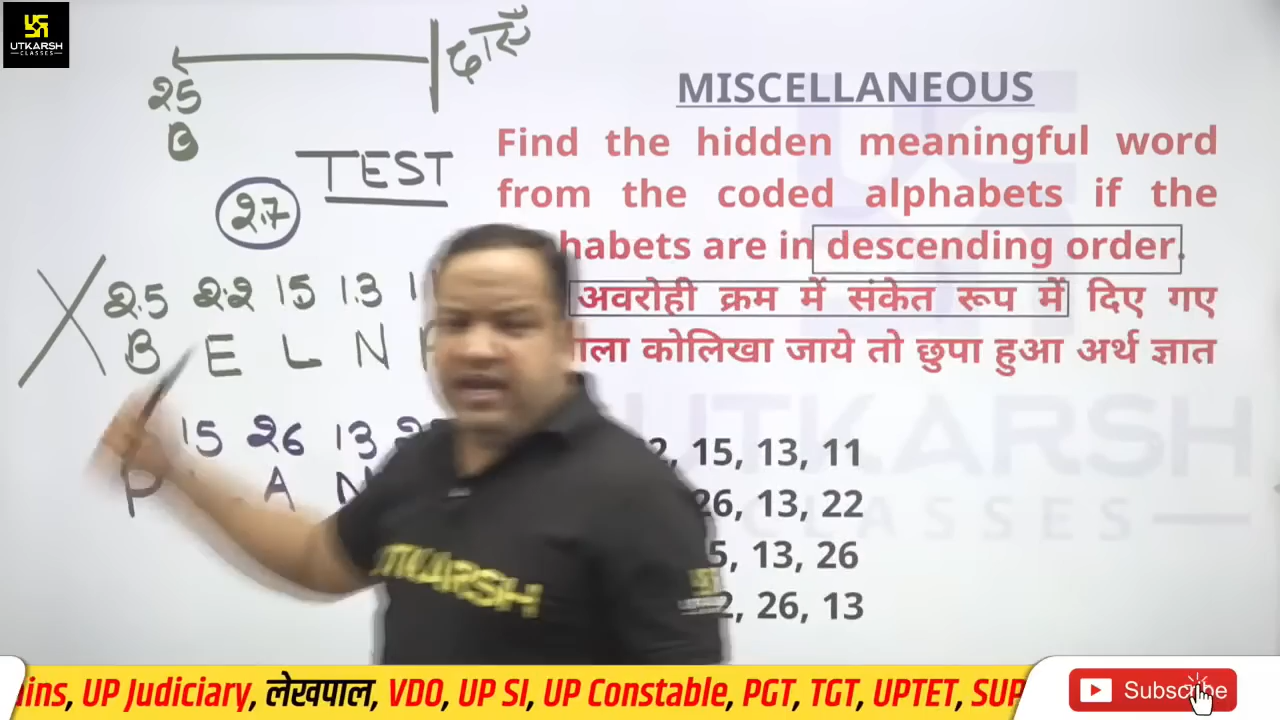 UTKARSH
CLASSES
25
B
दायें
TEST
27
MISCELLANEOUS
Find the hidden meaningful word
from the coded alphabets if the
habets are in descending order.
अवरोही क्रम में संकेत रूप में दिए गए
ाला कोलिखा जाये तो छुपा हुआ अर्थ ज्ञात
25 22 15 13
B E L N
15 26 13
P A N
2, 15, 13, 11
26, 13, 22
5, 13, 26
2, 26, 13
UTKARSH
CLASSES
UTKARSH
ins, UP Judiciary, लेखपाल, VDO, UP SI, UP Constable, PGT, TGT, UPTET, SUP
Subscribe